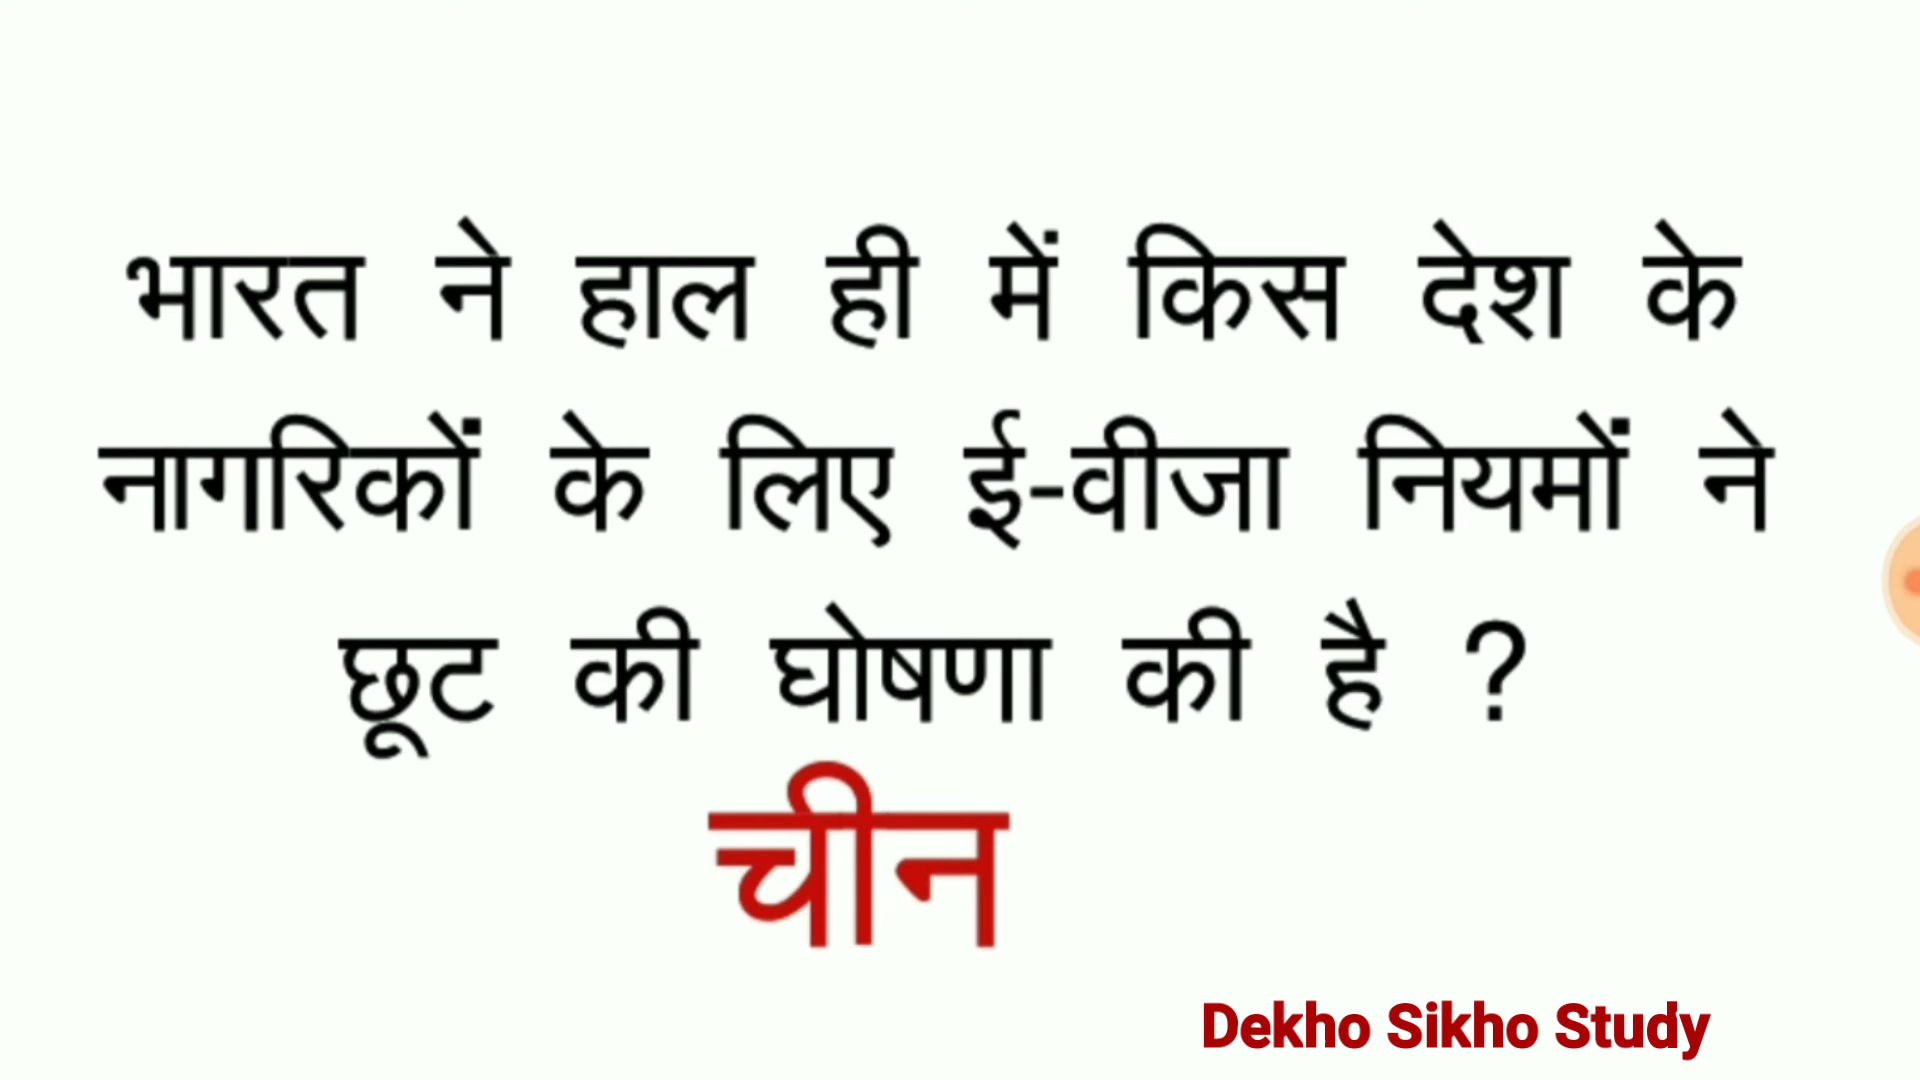 भारत ने हाल ही में किस देश के
नागरिकों के लिए ई-वीजा नियमों ने
छूट की घोषणा की है ?
चीन
Dekho Sikho Study